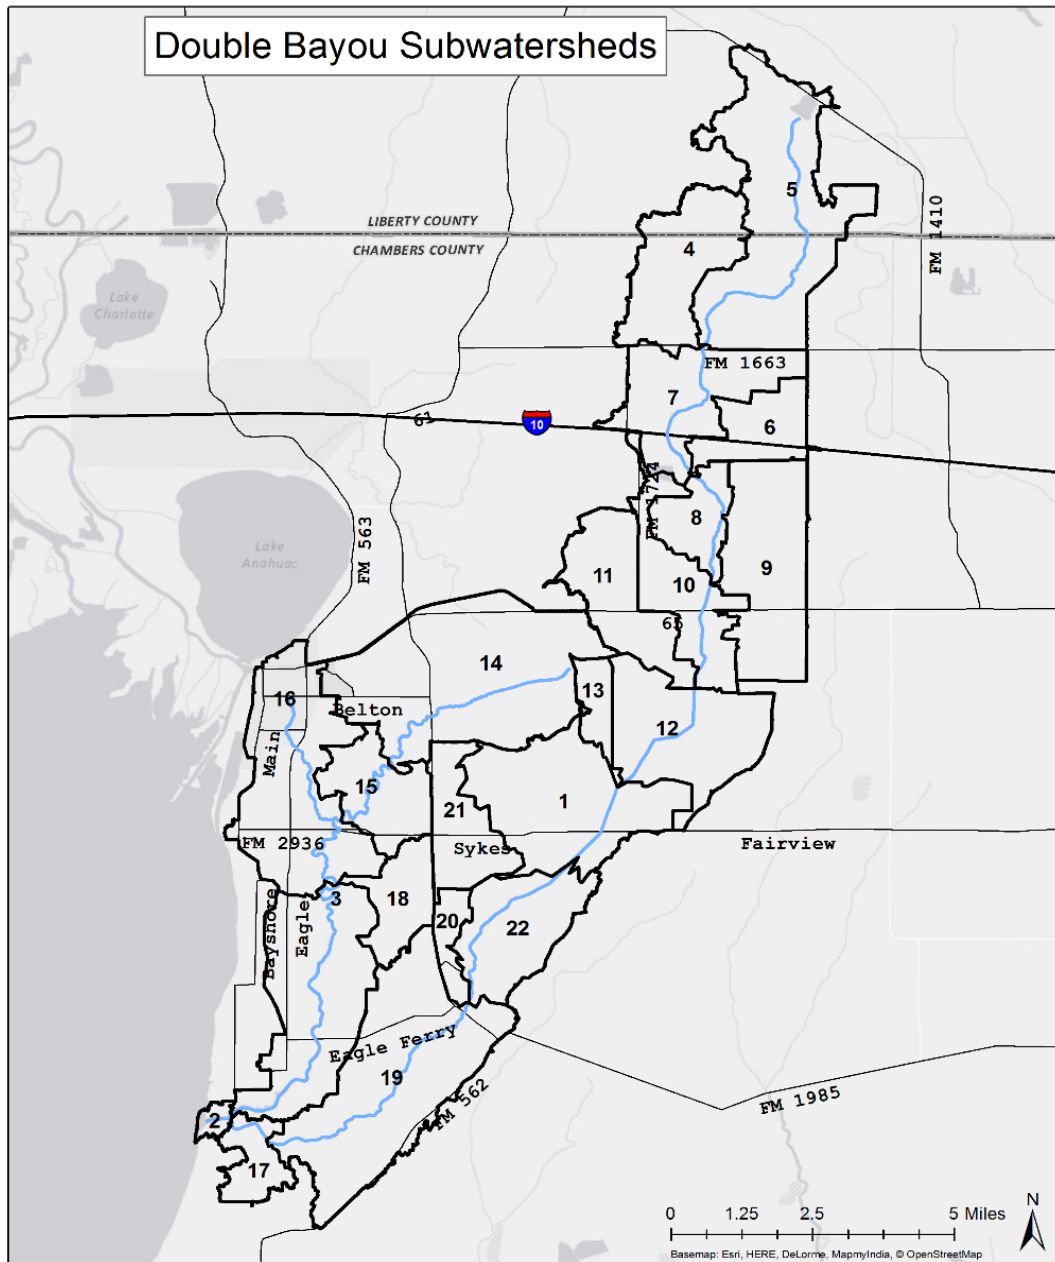 Double Bayou Subwatersheds
5
FM 1410
LIBERTY COUNTY
CHAMBERS COUNTY
4
Lake
Charlotte
FM 1663
7
61
10
6
FM 1724
8
FM 563
Lake
Anahuac
11
10
9
65
14
13
16
Belton
12
Main
15
21
1
FM 2936
Sykes
Fairview
3
18
Bayshore
Eagle
20
22
Eagle Ferry
19
FM 562
FM 1985
2
17
N
0 1.25 2.5 5 Miles
Basemap: Esri, HERE, DeLorme, MapmyIndia, © OpenStreetMap